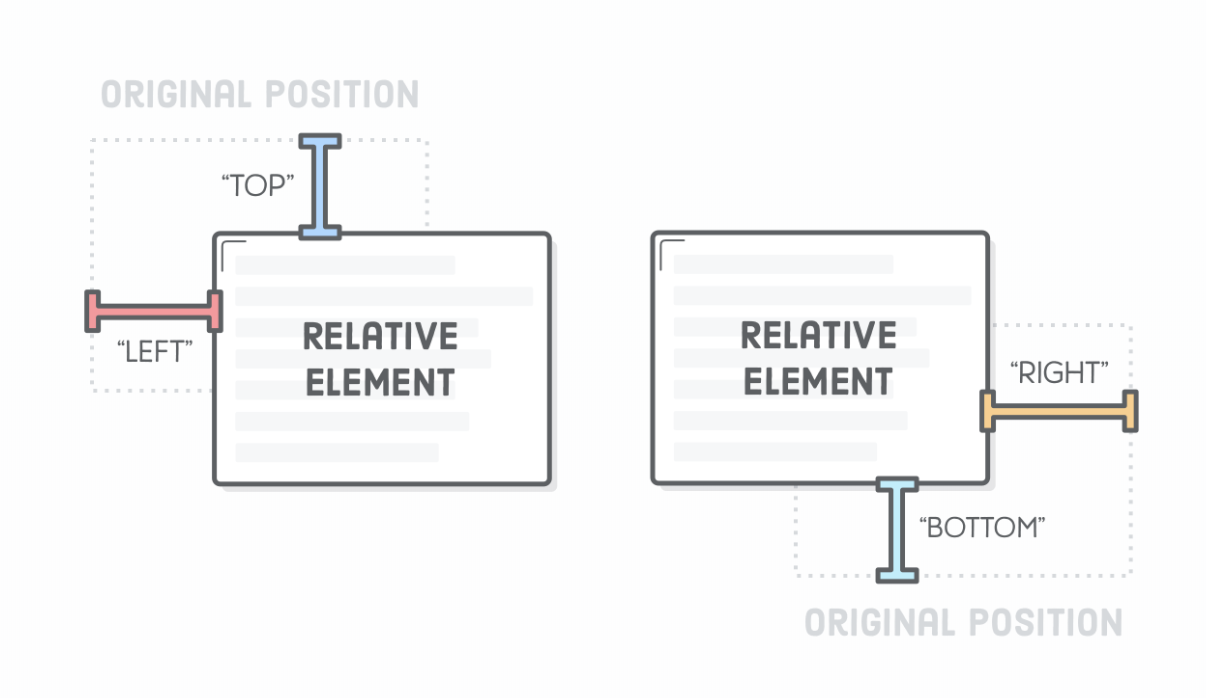 ORIGINAL POSITION
“TOP”
“LEFT”
RELATIVE
ELEMENT
RELATIVE
ELEMENT
“RIGHT”
“BOTTOM”
ORIGINAL POSITION